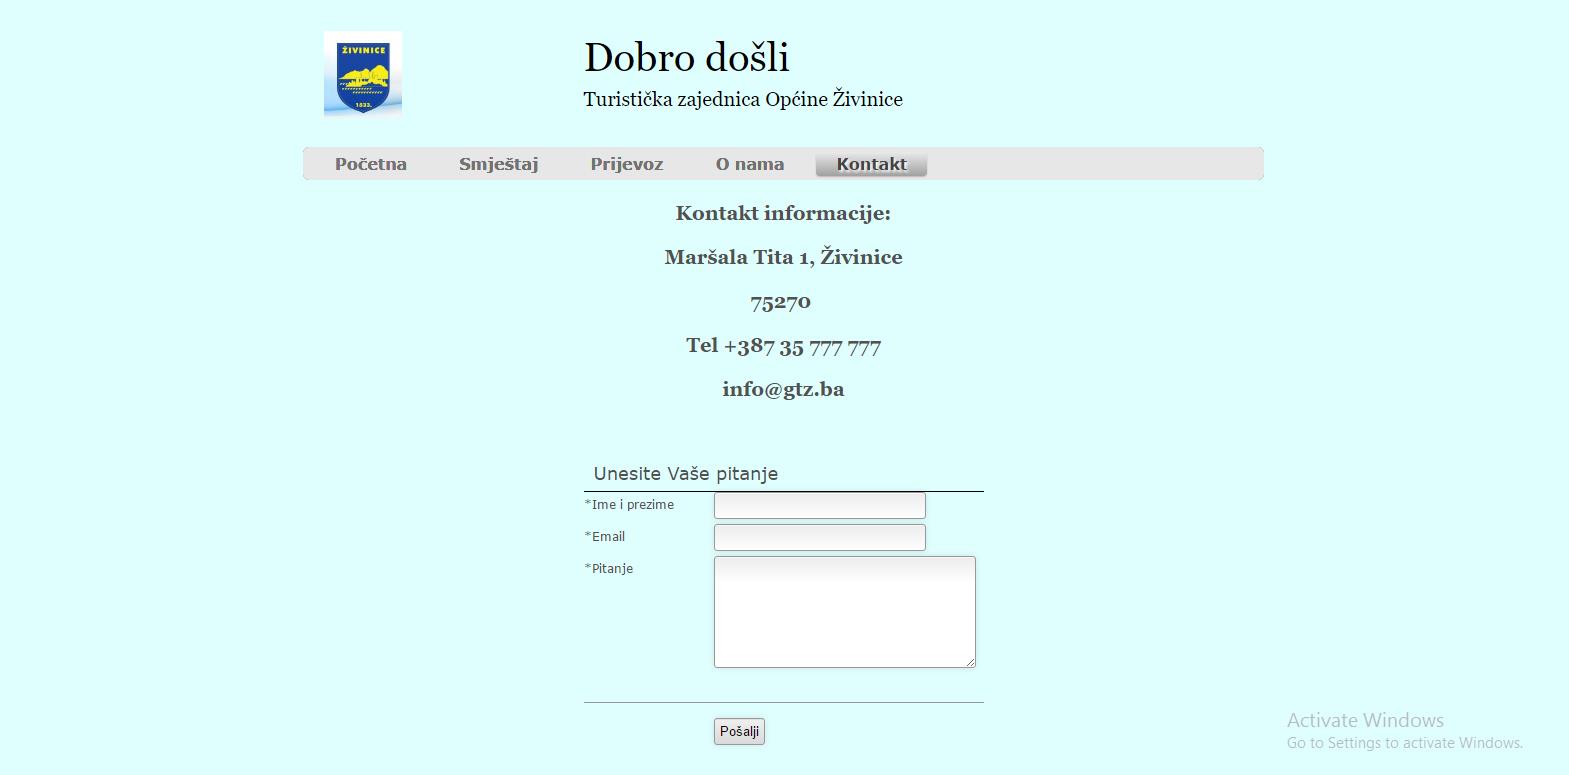 ŽIVINICE
1833.
Dobro došli
Turistička zajednica Općine Živinice
Početna Smještaj Prijevoz O nama Kontakt
Kontakt informacije:
Maršala Tita 1, Živinice
75270
Tel +387 35 777 777
info@gtz.ba
Unesite Vaše pitanje
*Ime i prezime
*Email
*Pitanje
Pošalji
Activate Windows
Go to Settings to activate Windows.